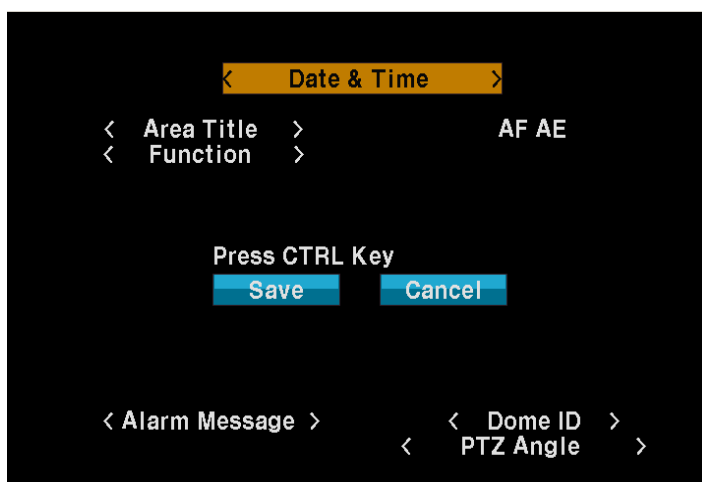 < Date & Time >
< Area Title > AF AE
< Function >
Press CTRL Key
Save Cancel
< Alarm Message > < Dome ID >
< PTZ Angle >